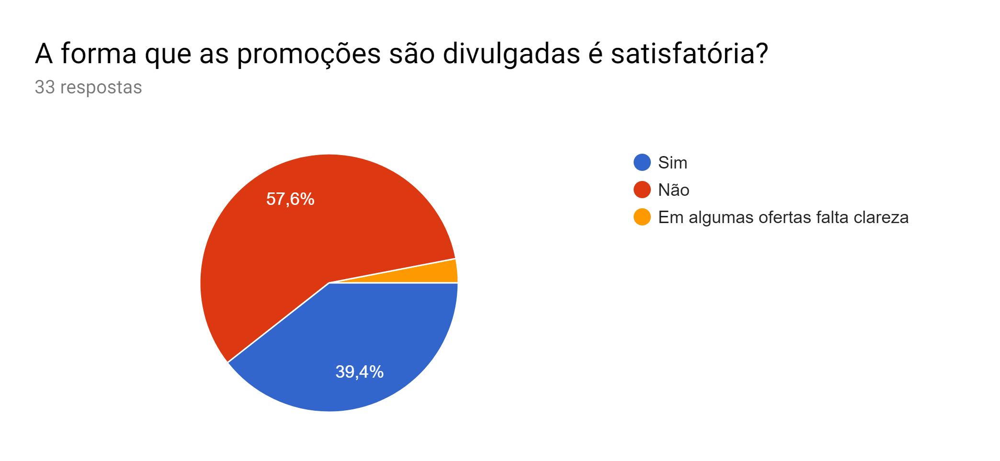 A forma que as promoções são divulgadas é satisfatória?
33 respostas
57,6%
39,4%
Sim
Não
Em algumas ofertas falta clareza